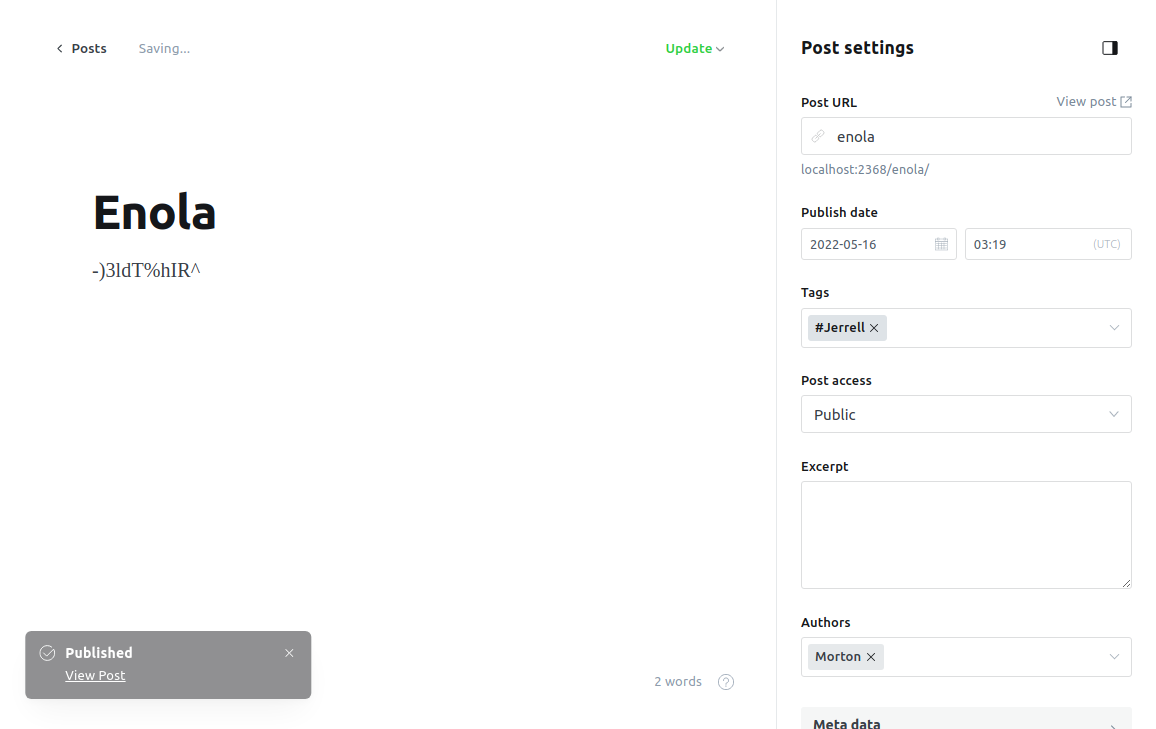 Posts
Saving...
Update
Enola
-)3ldT%hIR^
Published
View Post
2 words
?
Post settings
Post URL
View post
enola
localhost:2368/enola/
Publish date
2022-05-16
03:19
(UTC)
Tags
#Jerrell
Post access
Public
Excerpt
Authors
Morton
Meta data